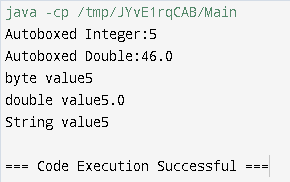 java -cp /tmp/JYvE1rqCAB/Main
Autoboxed Integer:5
Autoboxed Double:46.0
byte value5
double value5.0
String value5
=== Code Execution Successful ===